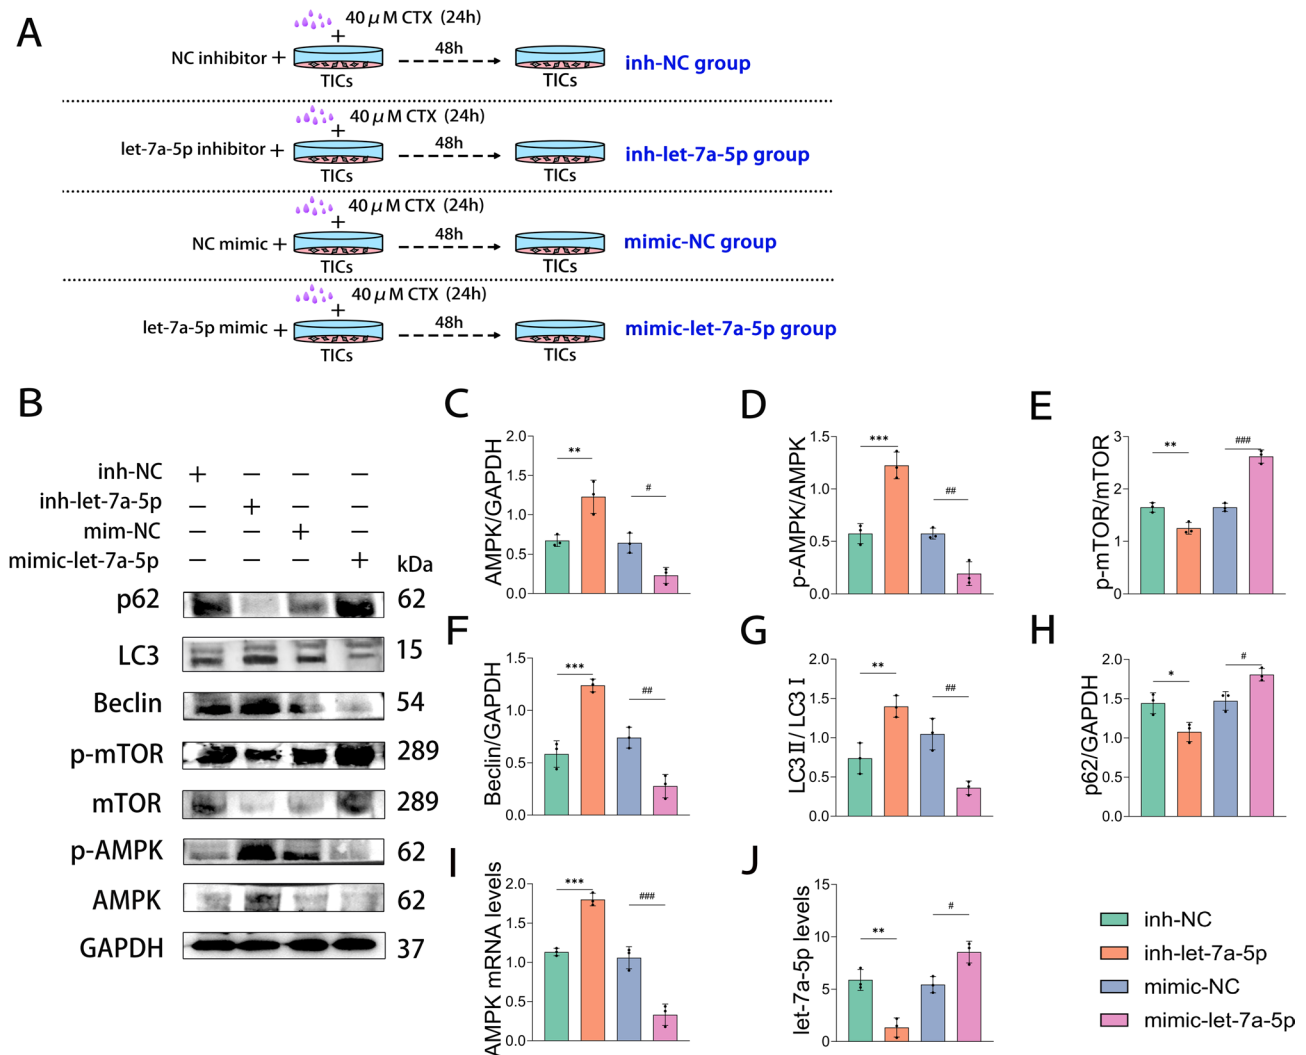 A
40 μM CTX (24h)
+
NC inhibitor +
48h
TICs
TICs
inh-NC group
40 μM CTX (24h)
+
let-7a-5p inhibitor +
48h
TICs
TICs
inh-let-7a-5p group
40 μM CTX (24h)
+
NC mimic +
48h
TICs
TICs
mimic-NC group
40 μM CTX (24h)
+
let-7a-5p mimic +
48h
TICs
TICs
mimic-let-7a-5p group
B
inh-NC + − − −
inh-let-7a-5p − + − −
mim-NC − − + −
mimic-let-7a-5p − − − +
kDa
p62 62
LC3 15
Beclin 54
p-mTOR 289
mTOR 289
p-AMPK 62
AMPK 62
GAPDH 37
C
AMPK/GAPDH
2.0
1.5
1.0
0.5
0.0
**
#
D
p-AMPK/AMPK
1.5
1.0
0.5
0.0
***
##
E
p-mTOR/mTOR
3
2
1
0
**
###
F
Beclin/GAPDH
1.5
1.0
0.5
0.0
***
##
G
LC3Ⅱ/LC3Ⅰ
2.0
1.5
1.0
0.5
0.0
**
##
H
p62/GAPDH
2.0
1.5
1.0
0.5
0.0
*
#
I
AMPK mRNA levels
2.0
1.5
1.0
0.5
0.0
***
###
J
let-7a-5p levels
15
10
5
0
**
#
inh-NC
inh-let-7a-5p
mimic-NC
mimic-let-7a-5p